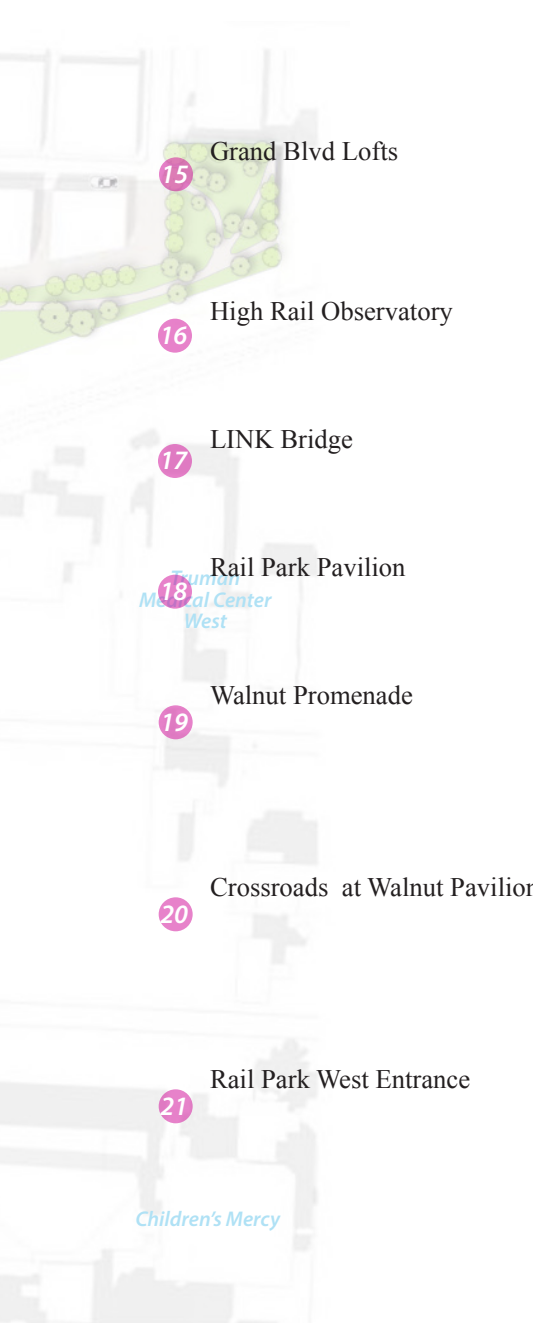 Grand Blvd Lofts
15
High Rail Observatory
16
LINK Bridge
17
Rail Park Pavilion
18
Truman
Medical Center
West
Walnut Promenade
19
Crossroads at Walnut Pavilion
20
Rail Park West Entrance
21
Children's Mercy